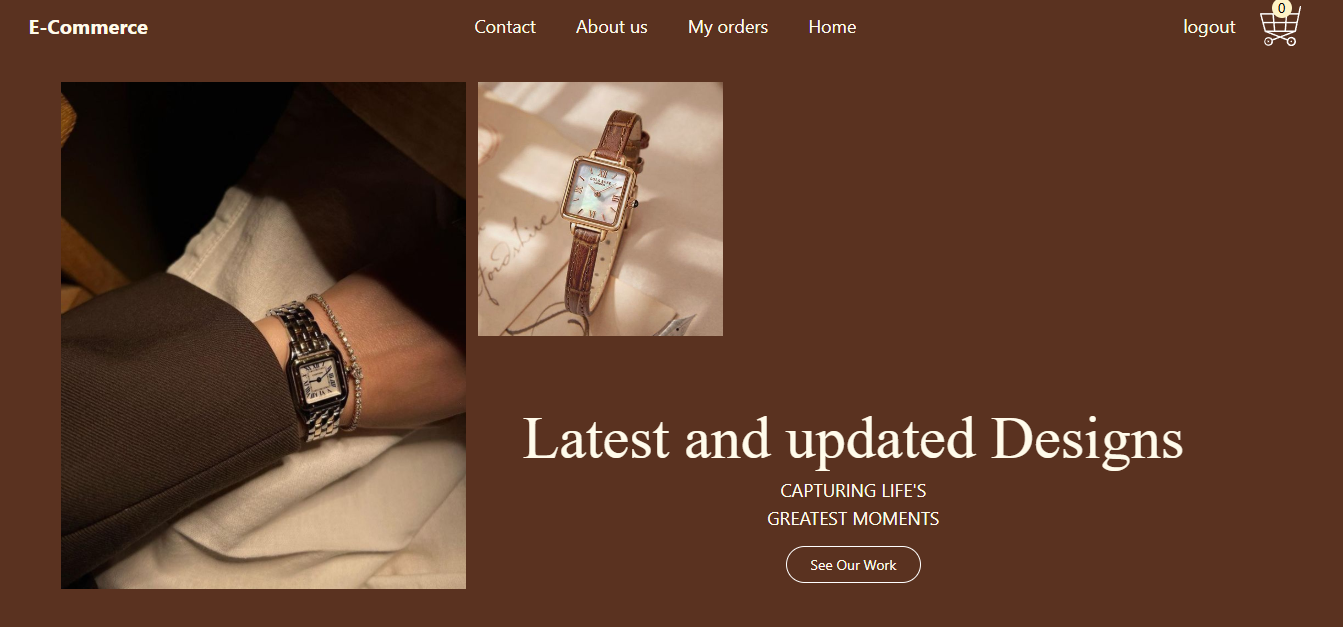 E-Commerce
Contact About us My orders Home
logout
0
Latest and updated Designs
CAPTURING LIFE'S
GREATEST MOMENTS
See Our Work